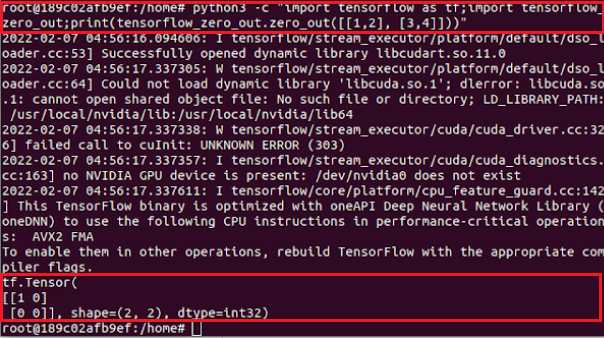 root@189c02afb9ef:/home# python3 -c "import tensorflow as tf;import tensorflow_
zero_out;print(tensorflow_zero_out.zero_out([[1,2], [3,4]]))"
2022-02-07 04:56:16.094606: I tensorflow/stream_executor/platform/default/dso_l
oader.cc:53] Successfully opened dynamic library libcudart.so.11.0
2022-02-07 04:56:17.337305: W tensorflow/stream_executor/platform/default/dso_l
oader.cc:64] Could not load dynamic library 'libcuda.so.1'; dlerror: libcuda.so
.1: cannot open shared object file: No such file or directory; LD_LIBRARY_PATH:
/usr/local/nvidia/lib:/usr/local/nvidia/lib64
2022-02-07 04:56:17.337338: W tensorflow/stream_executor/cuda/cuda_driver.cc:32
6] failed call to cuInit: UNKNOWN ERROR (303)
2022-02-07 04:56:17.337357: I tensorflow/stream_executor/cuda/cuda_diagnostics.
cc:163] no NVIDIA GPU device is present: /dev/nvidia0 does not exist
2022-02-07 04:56:17.337611: I tensorflow/core/platform/cpu_feature_guard.cc:142
] This TensorFlow binary is optimized with oneAPI Deep Neural Network Library (
oneDNN) to use the following CPU instructions in performance-critical operation
s:  AVX2 FMA
To enable them in other operations, rebuild TensorFlow with the appropriate com
piler flags.
tf.Tensor(
[[1 0]
 [0 0]], shape=(2, 2), dtype=int32)
root@189c02afb9ef:/home#